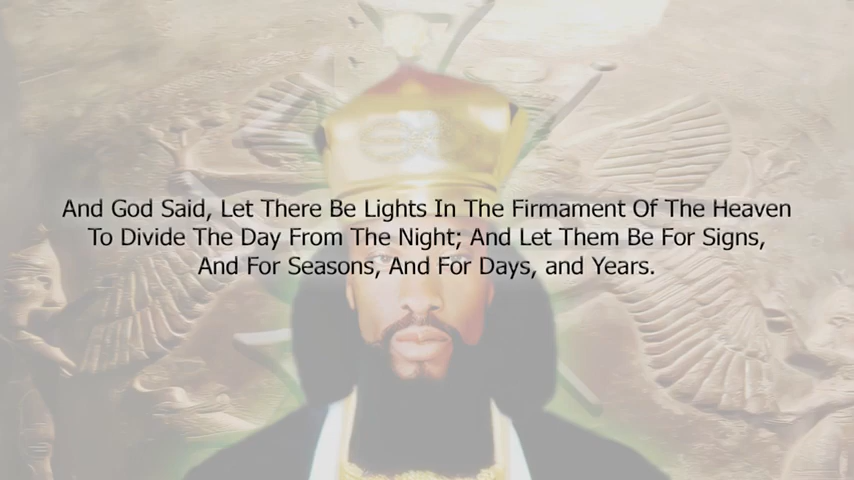 And God Said, Let There Be Lights In The Firmament Of The Heaven
To Divide The Day From The Night; And Let Them Be For Signs,
And For Seasons, And For Days, and Years.